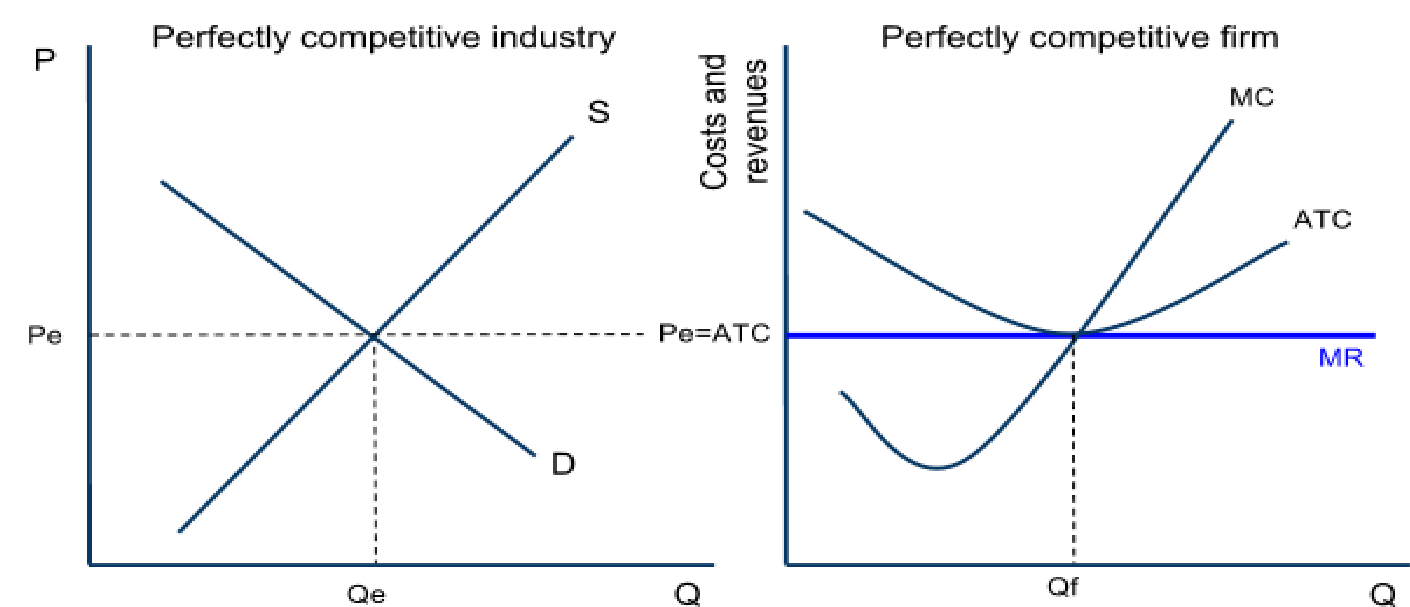 Perfectly competitive industry
P
S
Pe
D
Qe
Q
Perfectly competitive firm
Costs and
revenues
MC
ATC
Pe=ATC
MR
Qf
Q